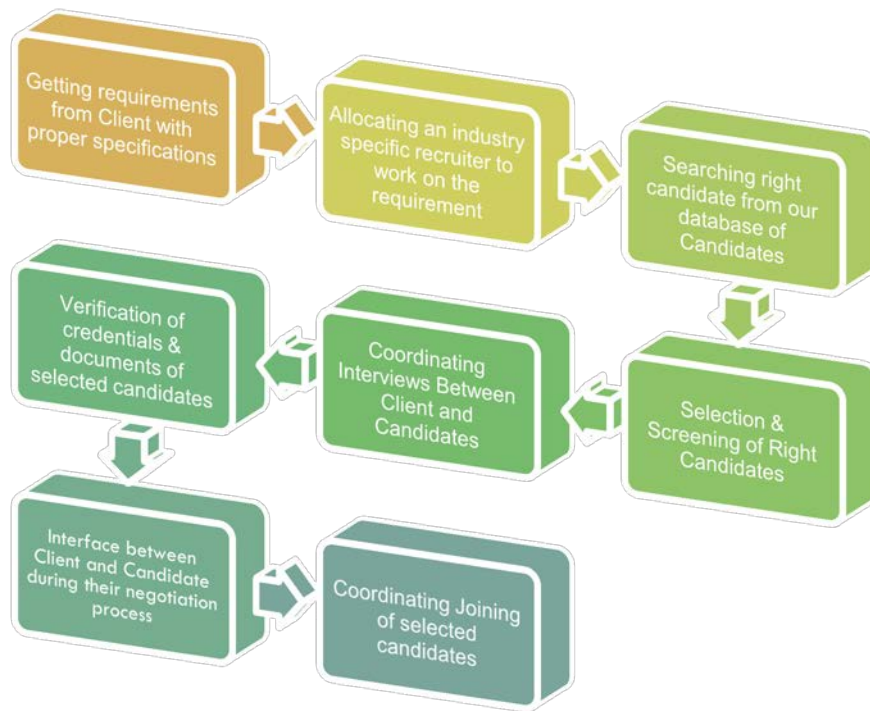 Getting requirements
from Client with
proper specifications
Allocating an industry
specific recruiter to
work on the
requirement
Searching right
candidate from our
database of
Candidates
Selection &
Screening of Right
Candidates
Coordinating
Interviews Between
Client and
Candidates
Verification of
credentials &
documents of
selected candidates
Interface between
Client and Candidate
during their negotiation
process
Coordinating Joining
of selected
candidates